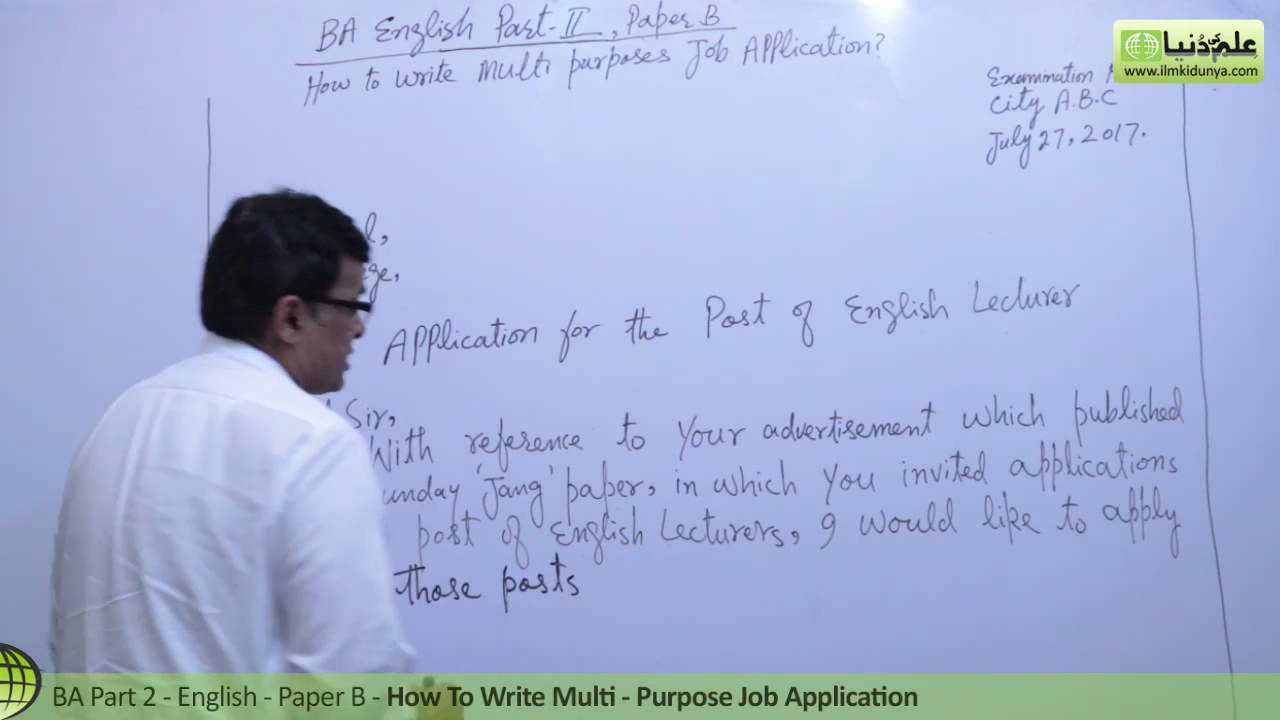 BA English Part-II, Paper B
How to write Multi purposes Job Application?
علم کی دُنیا
www.ilmkidunya.com
Examination
City A.B.C
July 27, 2017.
Application for the Post of English Lecturer
Sir,
With reference to your advertisement which published
'Jang' paper, in which you invited applications
post of English Lecturers, I would like to apply
those posts
BA Part 2 - English - Paper B - How To Write Multi - Purpose Job Application